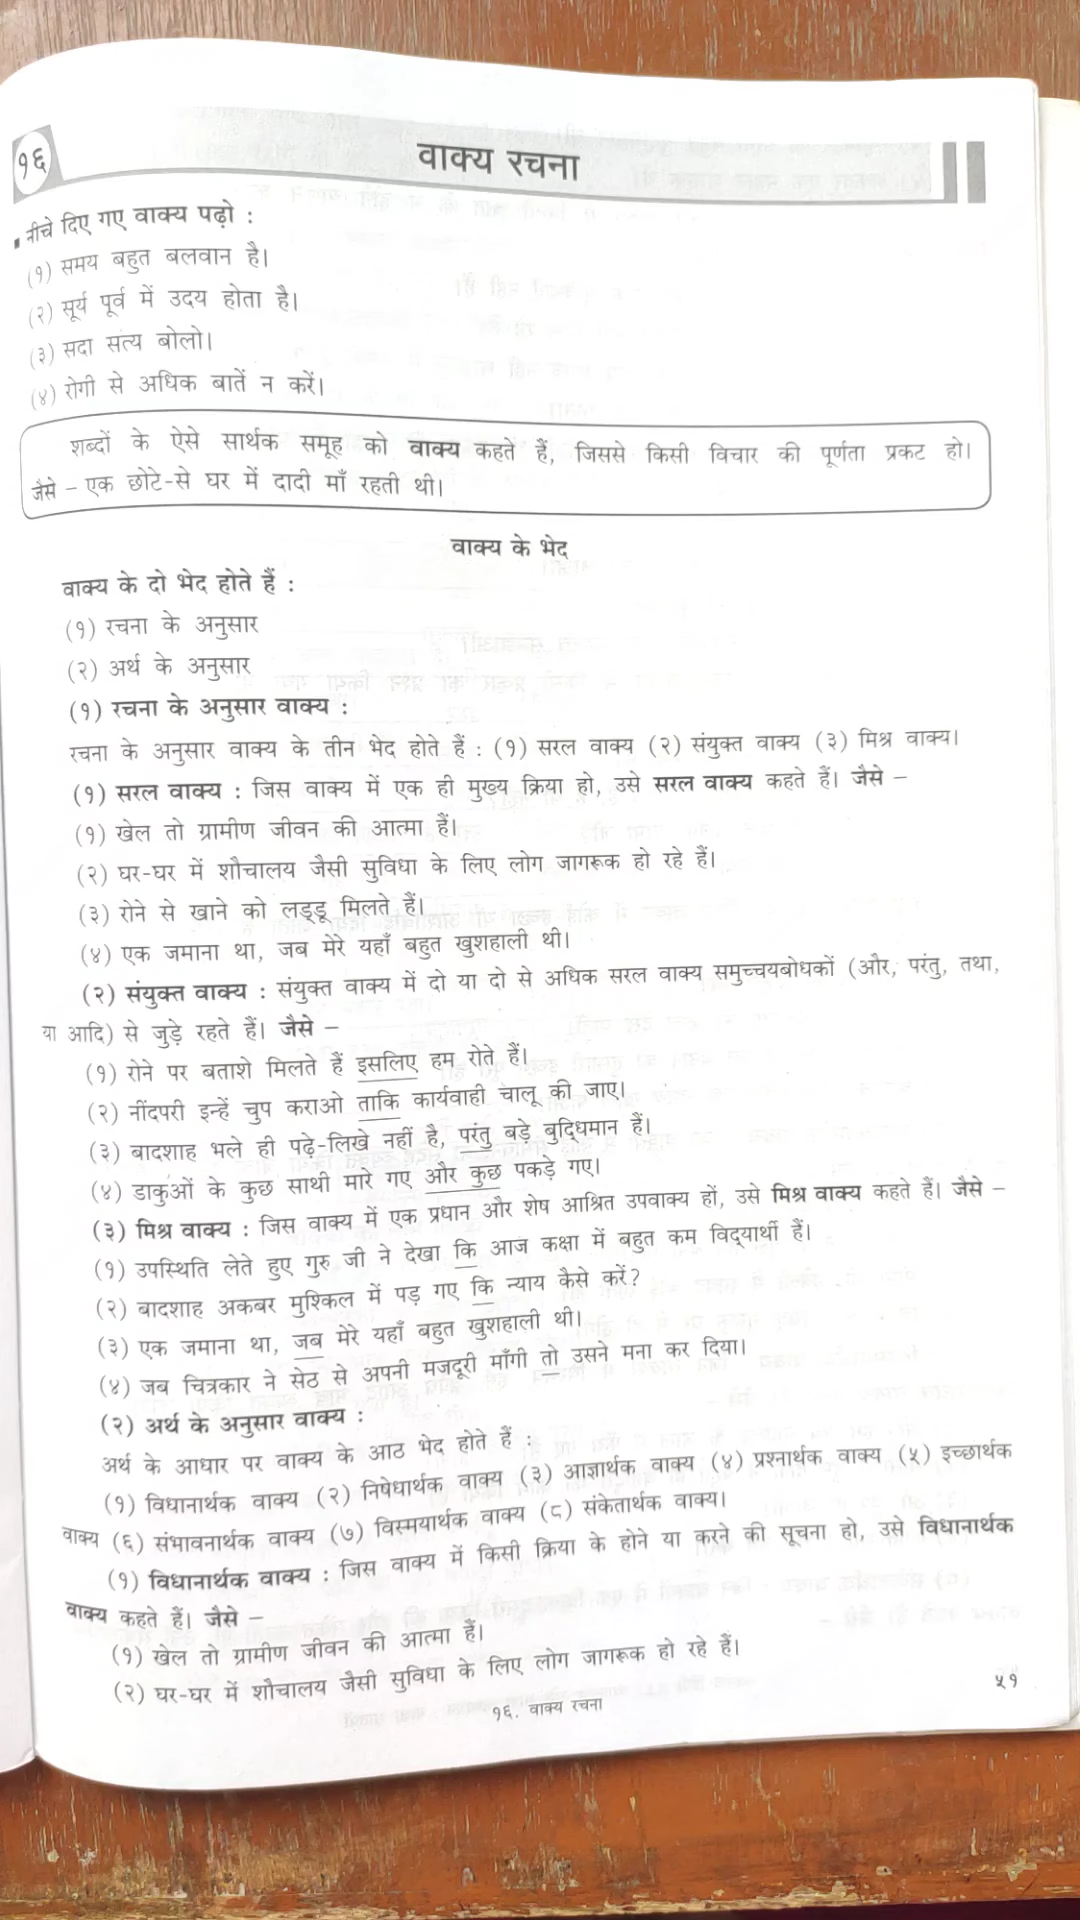 १६
वाक्य रचना
नीचे दिए गए वाक्य पढ़ो :
(१) समय बहुत बलवान है।
(२) सूर्य पूर्व में उदय होता है।
(३) सदा सत्य बोलो।
(४) रोगी से अधिक बातें न करें।
शब्दों के ऐसे सार्थक समूह को वाक्य कहते हैं, जिससे किसी विचार की पूर्णता प्रकट हो।
जैसे – एक छोटे-से घर में दादी माँ रहती थी।
वाक्य के भेद
वाक्य के दो भेद होते हैं :
(१) रचना के अनुसार
(२) अर्थ के अनुसार
(१) रचना के अनुसार वाक्य :
रचना के अनुसार वाक्य के तीन भेद होते हैं : (१) सरल वाक्य (२) संयुक्त वाक्य (३) मिश्र वाक्य।
(१) सरल वाक्य : जिस वाक्य में एक ही मुख्य क्रिया हो, उसे सरल वाक्य कहते हैं। जैसे –
(१) खेल तो ग्रामीण जीवन की आत्मा हैं।
(२) घर-घर में शौचालय जैसी सुविधा के लिए लोग जागरूक हो रहे हैं।
(३) रोने से खाने को लड्डू मिलते हैं।
(४) एक जमाना था, जब मेरे यहाँ बहुत खुशहाली थी।
(२) संयुक्त वाक्य : संयुक्त वाक्य में दो या दो से अधिक सरल वाक्य समुच्चयबोधकों (और, परंतु, तथा,
या आदि) से जुड़े रहते हैं। जैसे –
(१) रोने पर बताशे मिलते हैं इसलिए हम रोते हैं।
(२) नींदपरी इन्हें चुप कराओ ताकि कार्यवाही चालू की जाए।
(३) बादशाह भले ही पढ़े-लिखे नहीं है, परंतु बड़े बुद्धिमान हैं।
(४) डाकुओं के कुछ साथी मारे गए और कुछ पकड़े गए।
(३) मिश्र वाक्य : जिस वाक्य में एक प्रधान और शेष आश्रित उपवाक्य हों, उसे मिश्र वाक्य कहते हैं। जैसे –
(१) उपस्थिति लेते हुए गुरु जी ने देखा कि आज कक्षा में बहुत कम विद्यार्थी हैं।
(२) बादशाह अकबर मुश्किल में पड़ गए कि न्याय कैसे करें?
(३) एक जमाना था, जब मेरे यहाँ बहुत खुशहाली थी।
(४) जब चित्रकार ने सेठ से अपनी मजदूरी माँगी तो उसने मना कर दिया।
(२) अर्थ के अनुसार वाक्य :
अर्थ के आधार पर वाक्य के आठ भेद होते हैं :
(१) विधानार्थक वाक्य (२) निषेधार्थक वाक्य (३) आज्ञार्थक वाक्य (४) प्रश्नार्थक वाक्य (५) इच्छार्थक
वाक्य (६) संभावनार्थक वाक्य (७) विस्मयार्थक वाक्य (८) संकेतार्थक वाक्य।
(१) विधानार्थक वाक्य : जिस वाक्य में किसी क्रिया के होने या करने की सूचना हो, उसे विधानार्थक
वाक्य कहते हैं। जैसे –
(१) खेल तो ग्रामीण जीवन की आत्मा हैं।
(२) घर-घर में शौचालय जैसी सुविधा के लिए लोग जागरूक हो रहे हैं।
१६. वाक्य रचना
५१